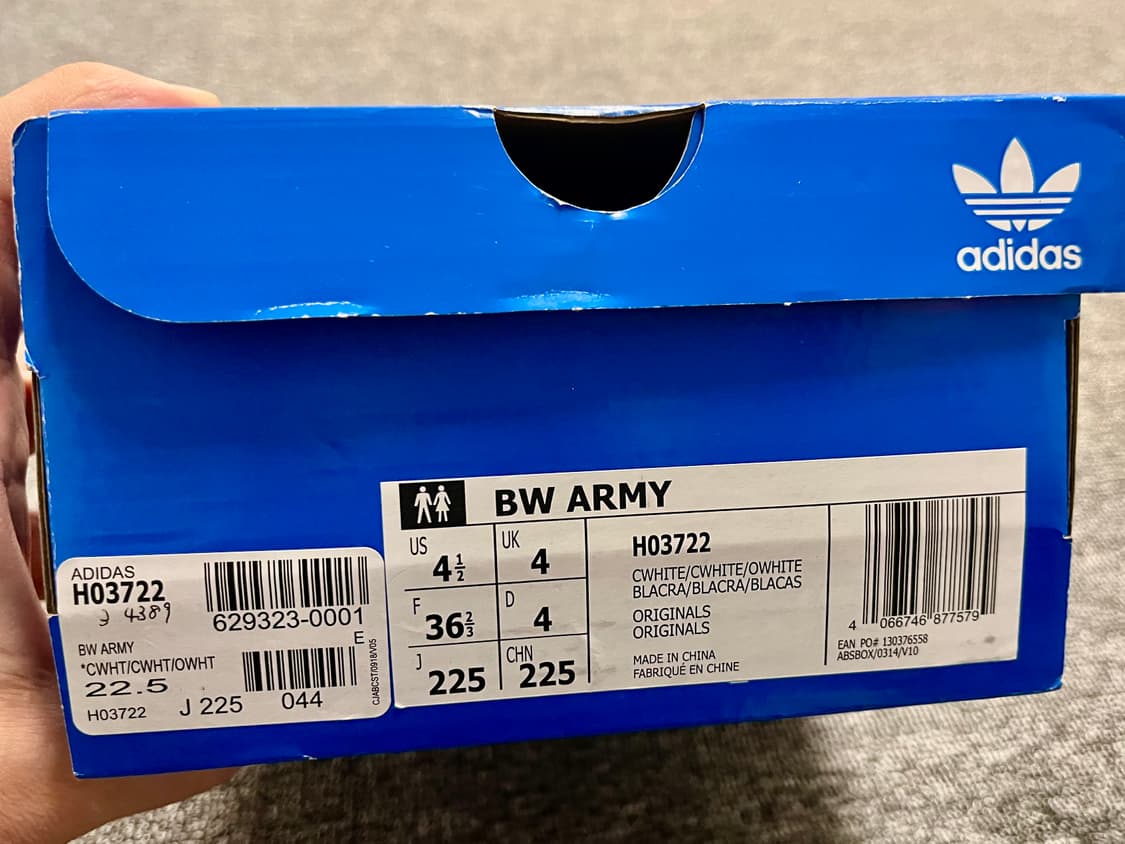 adidas
BW ARMY
US
4½
UK
4
F
36⅔
D
4
J
225
CHN
225
H03722
CWHITE/CWHITE/OWHITE
BLACRA/BLACRA/BLACAS
ORIGINALS
ORIGINALS
MADE IN CHINA
FABRIQUÉ EN CHINE
4 066746 877579
EAN PO# 130376558
ABSBOX/0314/V10
ADIDAS
H03722
4389
629323-0001
E
BW ARMY
*CWHT/CWHT/OWHT
22.5
H03722 J 225 044
CJABCST/0918/V05